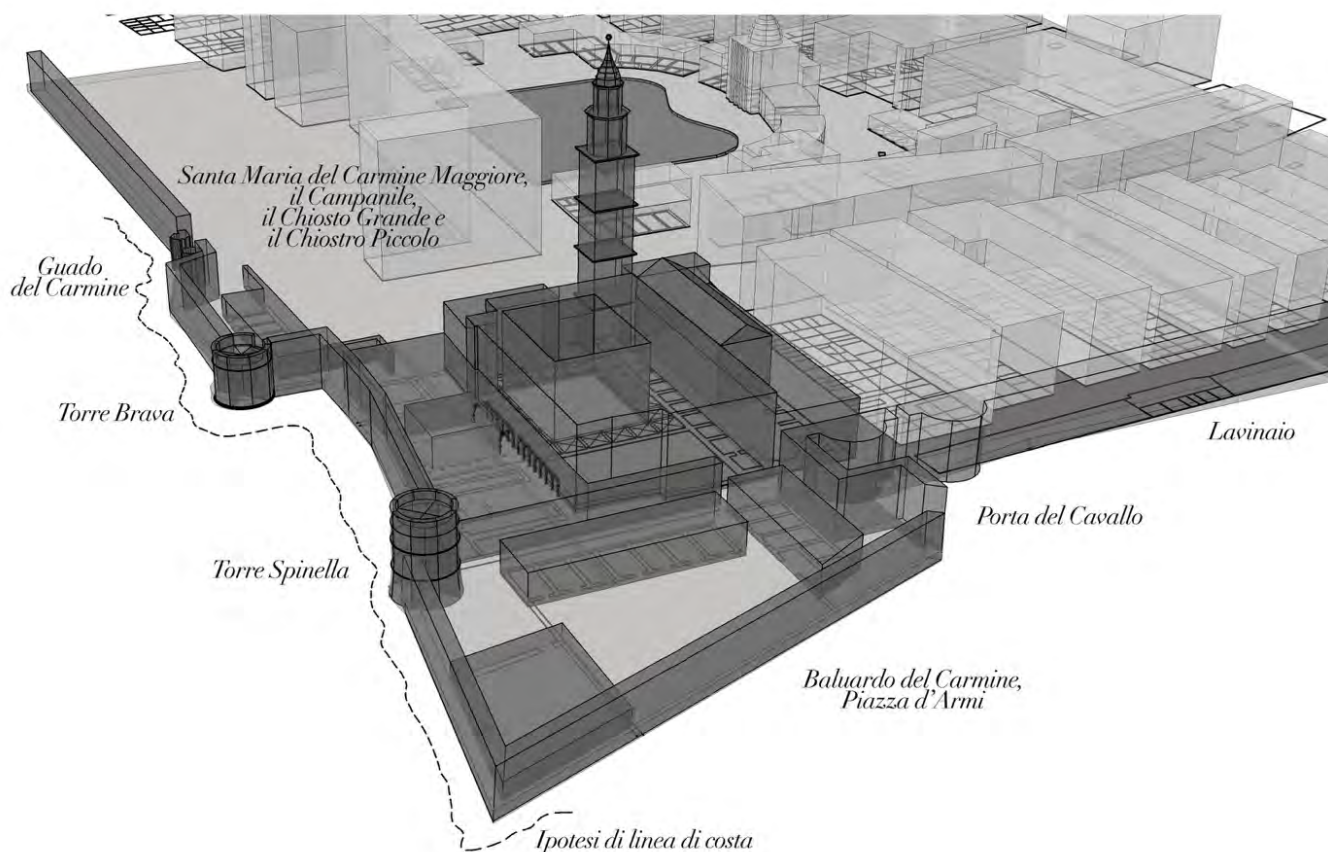 Santa Maria del Carmine Maggiore,
il Campanile,
il Chiosto Grande e
il Chiostro Piccolo
Guado
del Carmine
Torre Brava
Lavinaio
Porta del Cavallo
Torre Spinella
Baluardo del Carmine,
Piazza d'Armi
Ipotesi di linea di costa